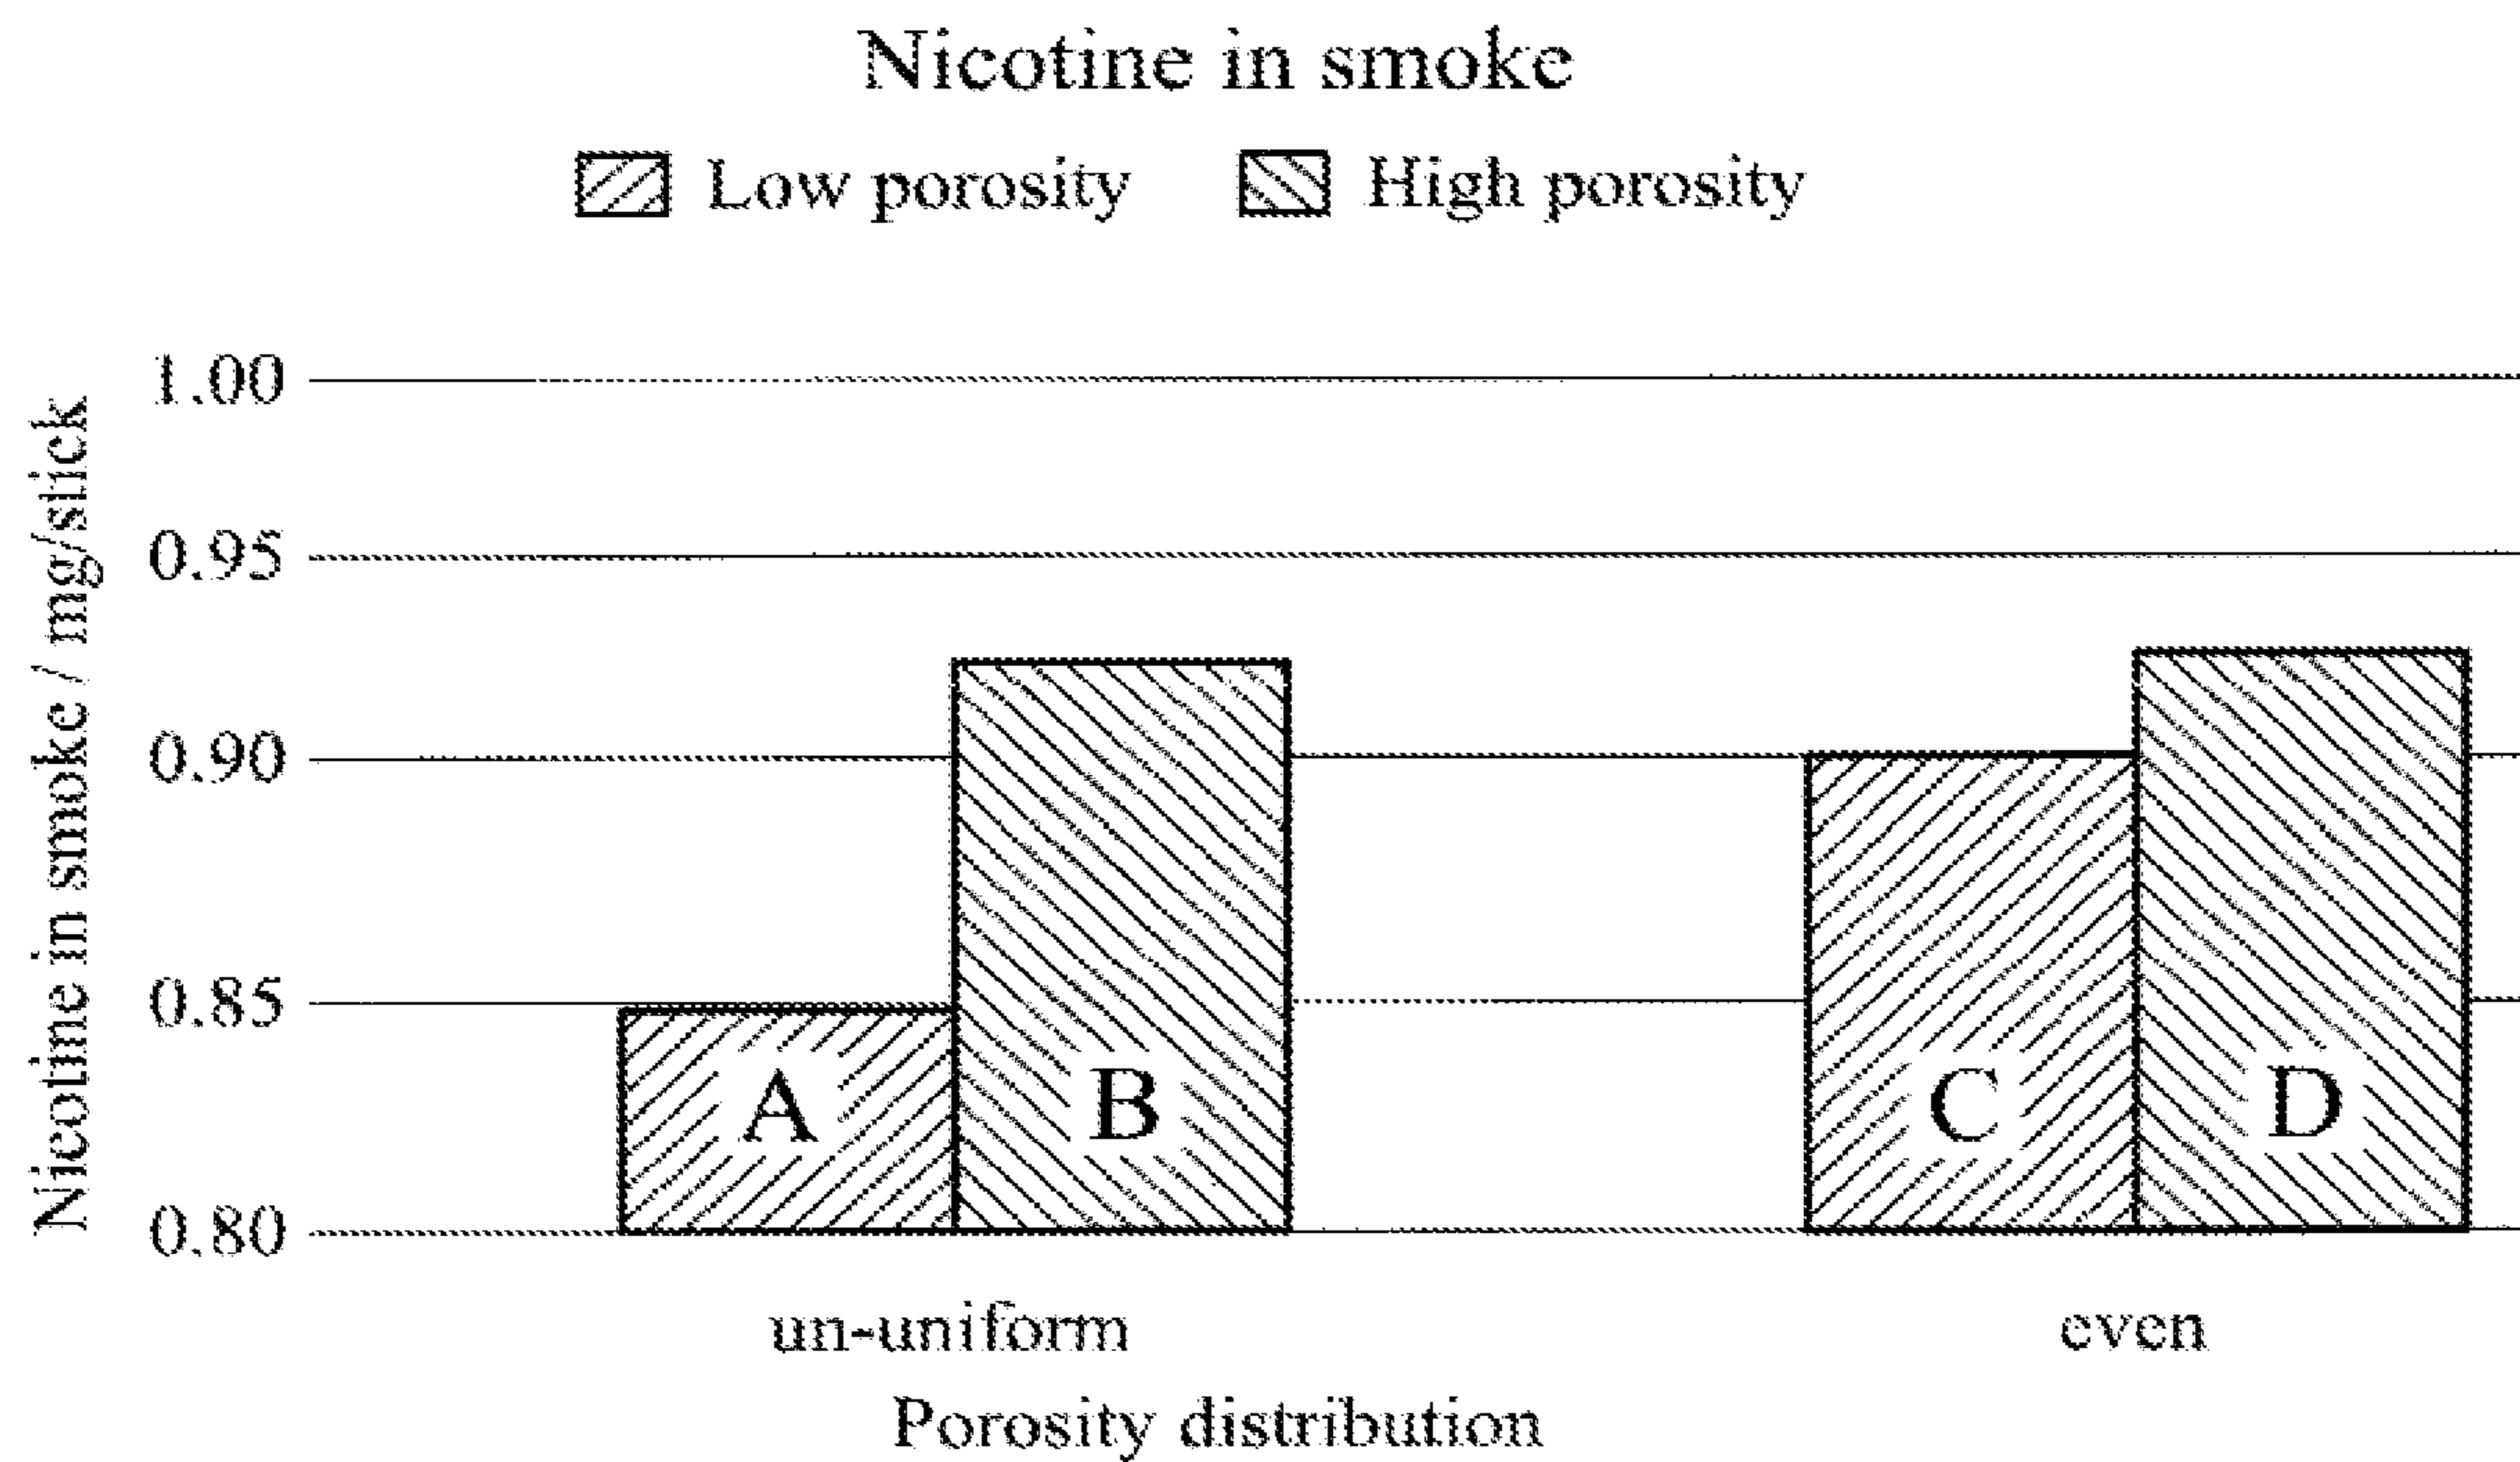 Nicotine in smoke
Low porosity
High porosity
Nicotine in smoke / mg/slick
1.00
0.95
0.90
0.85
0.80
A
B
C
D
un-uniform
even
Porosity distribution